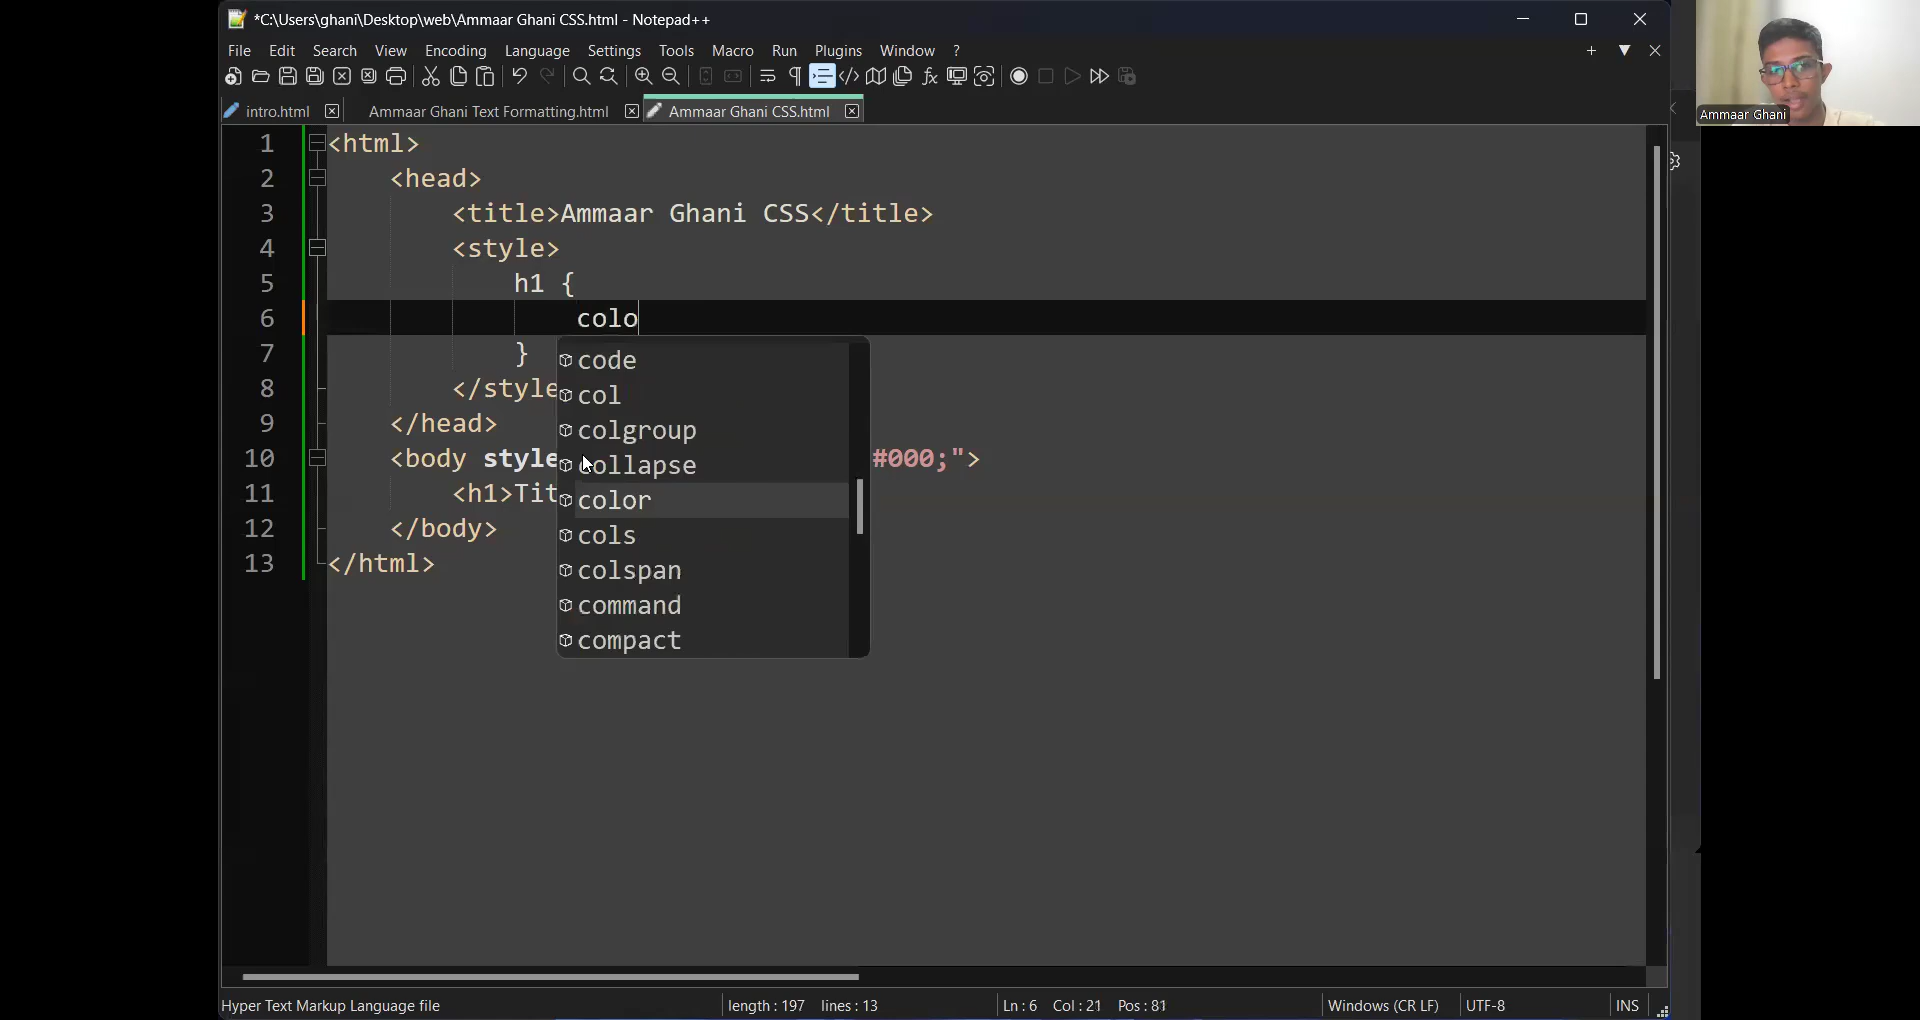 *C:\Users\ghani\Desktop\web\Ammaar Ghani CSS.html - Notepad++
File Edit Search View Encoding Language Settings Tools Macro Run Plugins Window ?
intro.html Ammaar Ghani Text Formatting.html Ammaar Ghani CSS.html
1 <html>
2 <head>
3 <title>Ammaar Ghani CSS</title>
4 <style>
5 h1 {
6 colo
7 }
8 </style
9 </head>
10 <body style #000;">
11 <h1>Tit
12 </body>
13 </html>
code
col
colgroup
collapse
color
cols
colspan
command
compact
Hyper Text Markup Language file length : 197 lines : 13 Ln : 6 Col : 21 Pos : 81 Windows (CR LF) UTF-8 INS
Ammaar Ghani